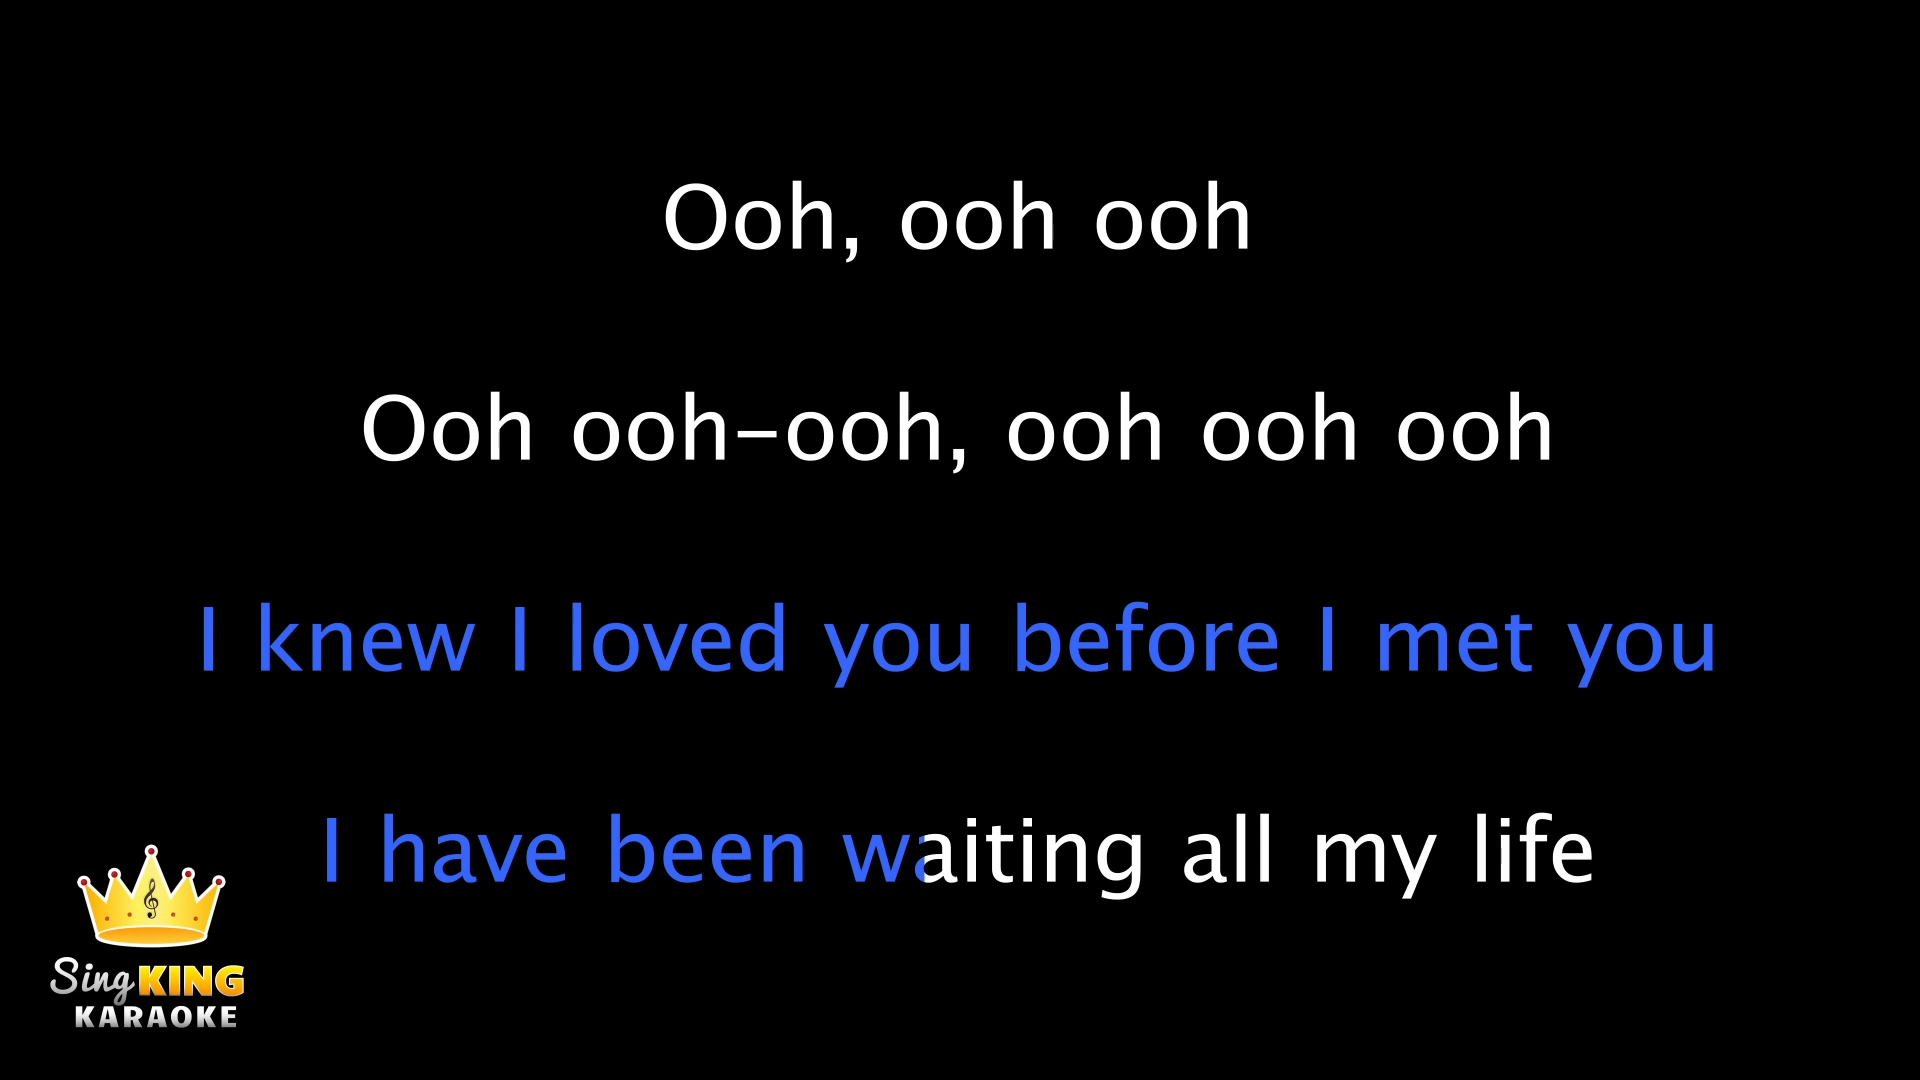 Ooh, ooh ooh
Ooh ooh-ooh, ooh ooh ooh
I knew I loved you before I met you
I have been waiting all my life
Sing KING
KARAOKE